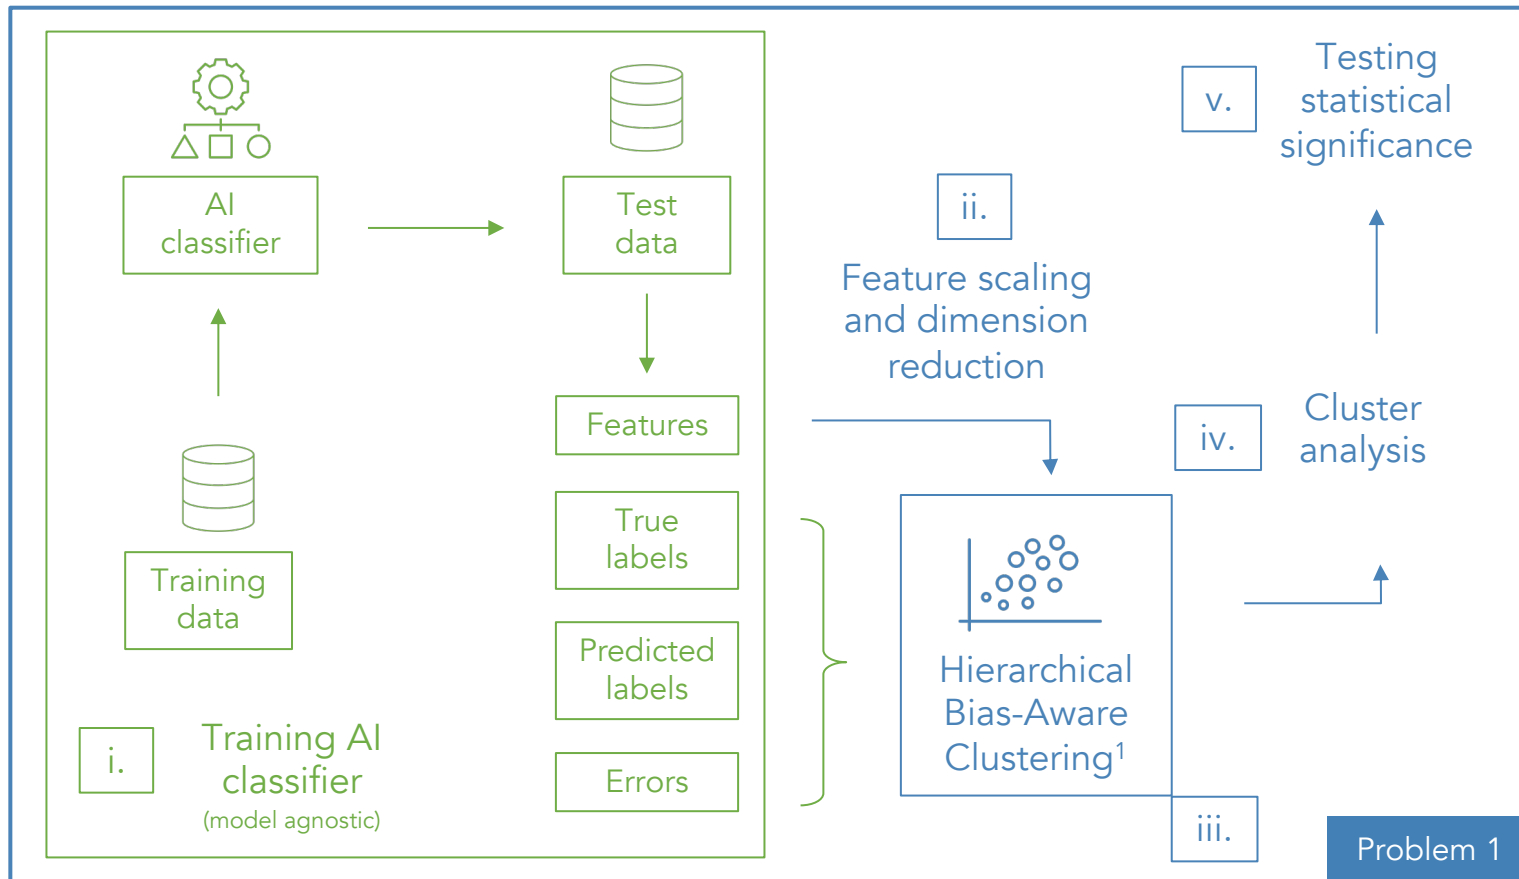 AI
classifier
Test
data
Features
True
labels
Predicted
labels
Errors
Training
data
i.
Training AI
classifier
(model agnostic)
ii.
Feature scaling
and dimension
reduction
Hierarchical
Bias-Aware
Clustering¹
iii.
iv.
Cluster
analysis
v.
Testing
statistical
significance
Problem 1